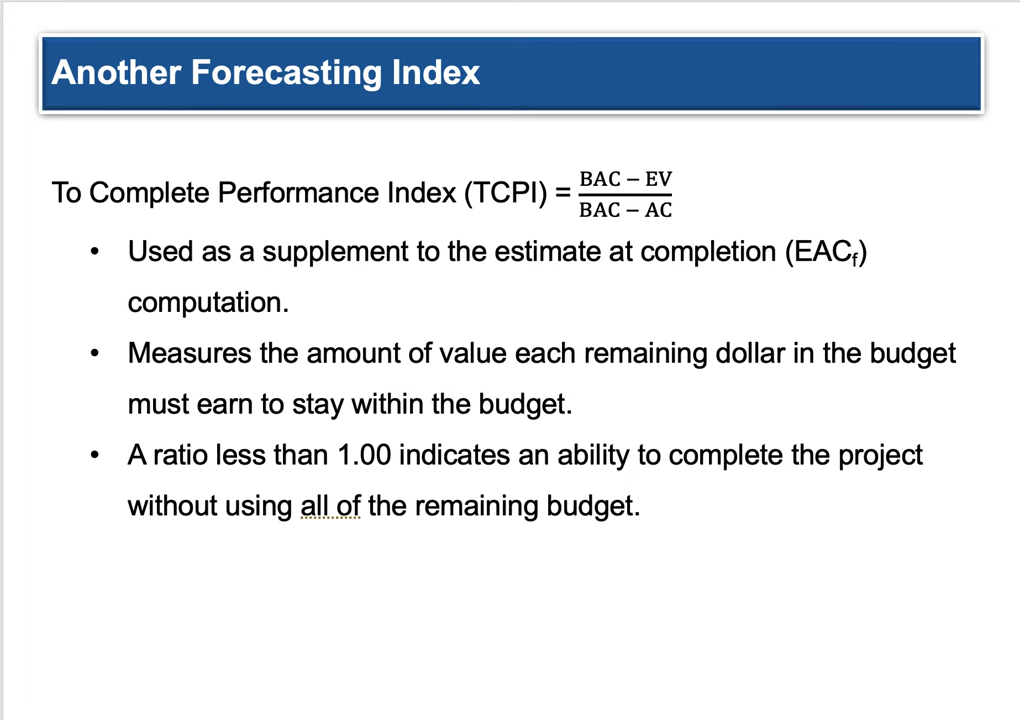 Another Forecasting Index
To Complete Performance Index (TCPI) = BAC − EV / BAC − AC
• Used as a supplement to the estimate at completion (EACf)
computation.
• Measures the amount of value each remaining dollar in the budget
must earn to stay within the budget.
• A ratio less than 1.00 indicates an ability to complete the project
without using all of the remaining budget.